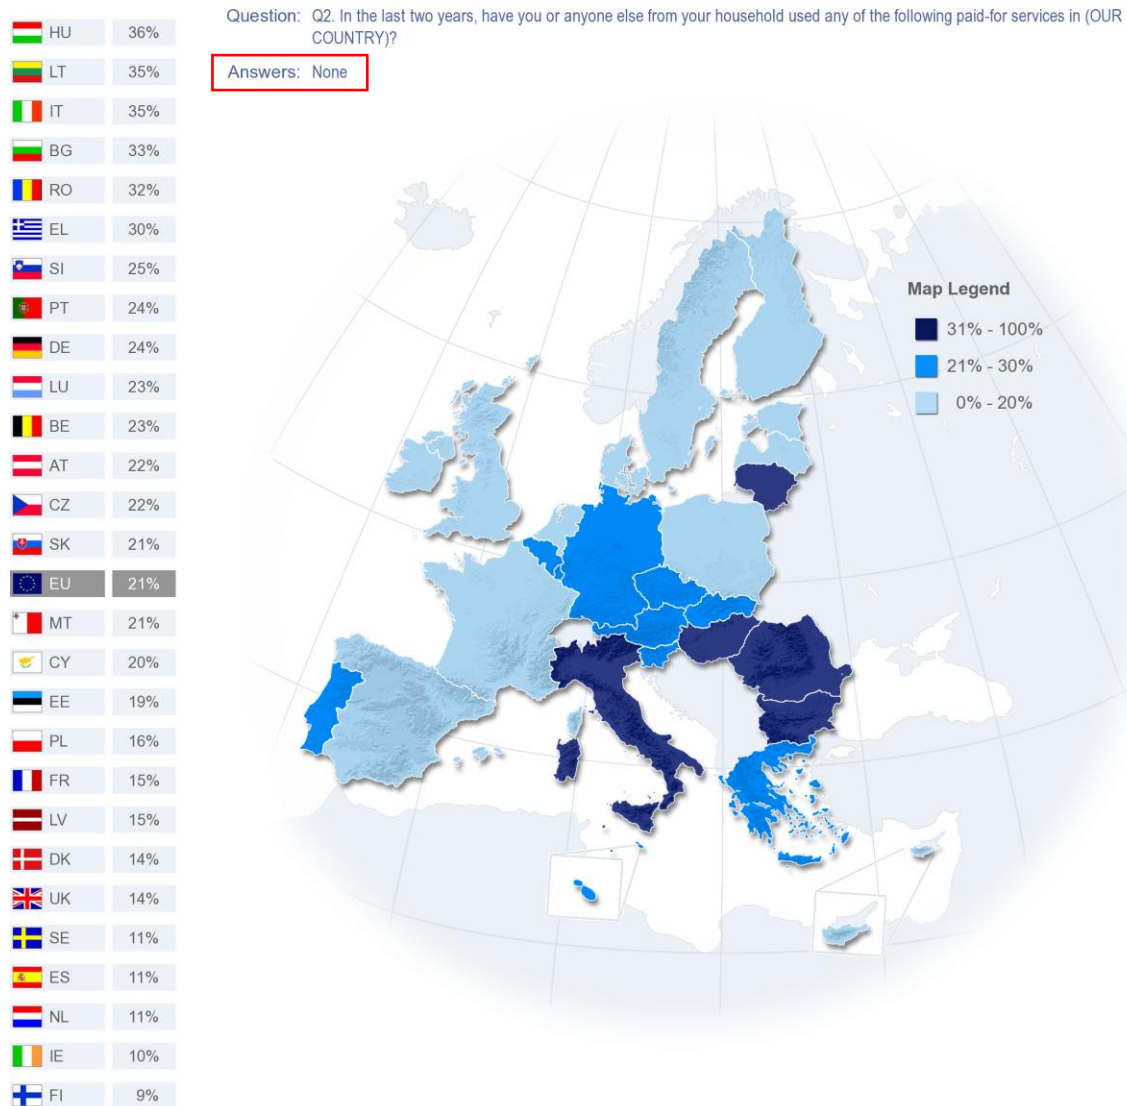 Question: Q2. In the last two years, have you or anyone else from your household used any of the following paid-for services in (OUR
COUNTRY)?
Answers: None
HU 36%
LT 35%
IT 35%
BG 33%
RO 32%
EL 30%
SI 25%
PT 24%
DE 24%
LU 23%
BE 23%
AT 22%
CZ 22%
SK 21%
EU 21%
MT 21%
CY 20%
EE 19%
PL 16%
FR 15%
LV 15%
DK 14%
UK 14%
SE 11%
ES 11%
NL 11%
IE 10%
FI 9%
Map Legend
31% - 100%
21% - 30%
0% - 20%